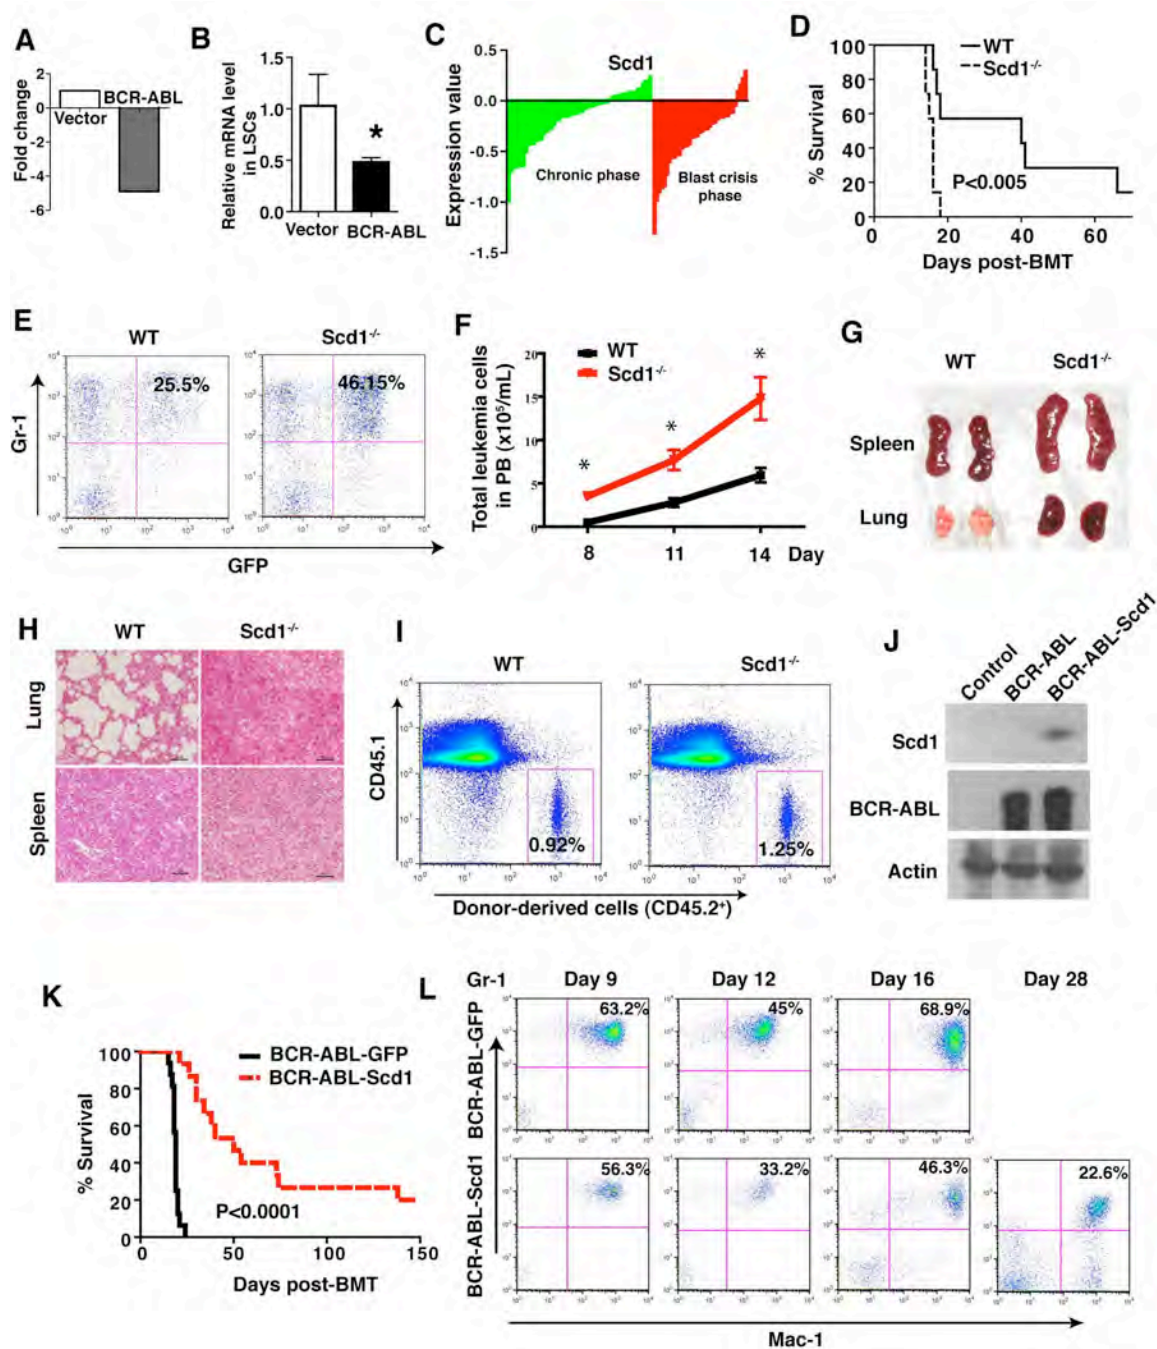 A
Fold change
2
0
-2
-4
-6
Vector
BCR-ABL
B
Relative mRNA level
in LSCs
1.5
1.0
0.5
0.0
*
Vector
BCR-ABL
C
Expression value
0.5
0.0
-0.5
-1.0
-1.5
Scd1
Chronic phase
Blast crisis
phase
D
% Survival
100
80
60
40
20
0
WT
Scd1-/-
P<0.005
0 20 40 60
Days post-BMT
E
WT Scd1-/-
Gr-1
25.5%
46.15%
GFP
F
Total leukemia cells
in PB (x10⁵/mL)
20
15
10
5
0
WT
Scd1-/-
*
*
*
8 11 14 Day
G
WT Scd1-/-
Spleen
Lung
H
WT Scd1-/-
Lung
Spleen
I
WT Scd1-/-
CD45.1
0.92%
1.25%
Donor-derived cells (CD45.2⁺)
J
Control
BCR-ABL
BCR-ABL-Scd1
Scd1
BCR-ABL
Actin
K
% Survival
100
80
60
40
20
0
BCR-ABL-GFP
BCR-ABL-Scd1
P<0.0001
0 50 100 150
Days post-BMT
L
Gr-1 Day 9 Day 12 Day 16 Day 28
BCR-ABL-GFP
63.2% 45% 68.9%
BCR-ABL-Scd1
56.3% 33.2% 46.3% 22.6%
Mac-1